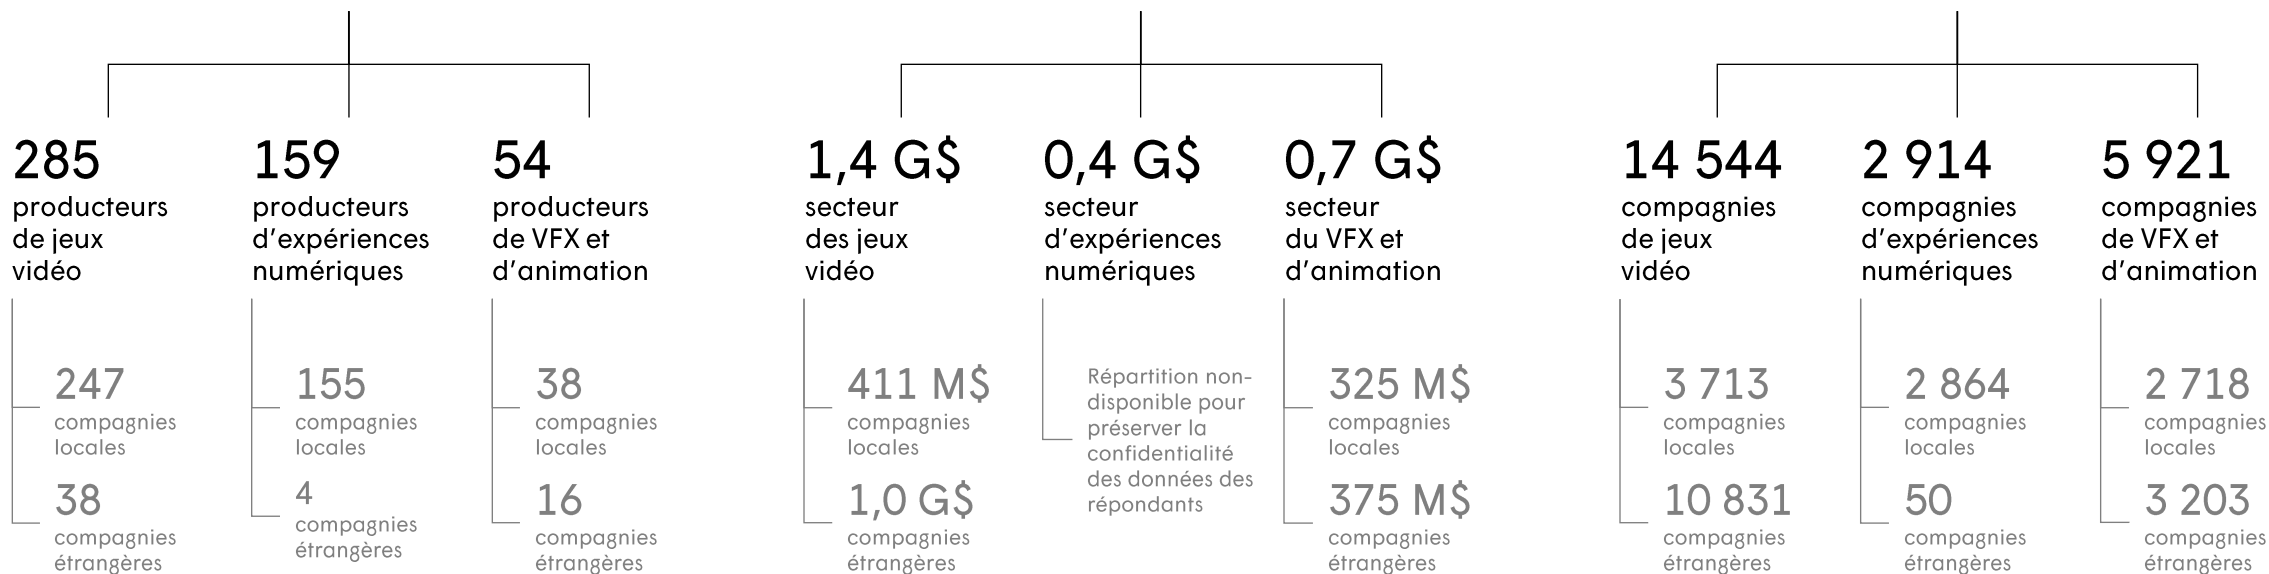 285
producteurs
de jeux
vidéo
247
compagnies
locales
38
compagnies
étrangères
159
producteurs
d’expériences
numériques
155
compagnies
locales
4
compagnies
étrangères
54
producteurs
de VFX et
d’animation
38
compagnies
locales
16
compagnies
étrangères
1,4 G$
secteur
des jeux
vidéo
411 M$
compagnies
locales
1,0 G$
compagnies
étrangères
0,4 G$
secteur
d’expériences
numériques
Répartition non-
disponible pour
préserver la
confidentialité
des données des
répondants
0,7 G$
secteur
du VFX et
d’animation
325 M$
compagnies
locales
375 M$
compagnies
étrangères
14 544
compagnies
de jeux
vidéo
3 713
compagnies
locales
10 831
compagnies
étrangères
2 914
compagnies
d’expériences
numériques
2 864
compagnies
locales
50
compagnies
étrangères
5 921
compagnies
de VFX et
d’animation
2 718
compagnies
locales
3 203
compagnies
étrangères